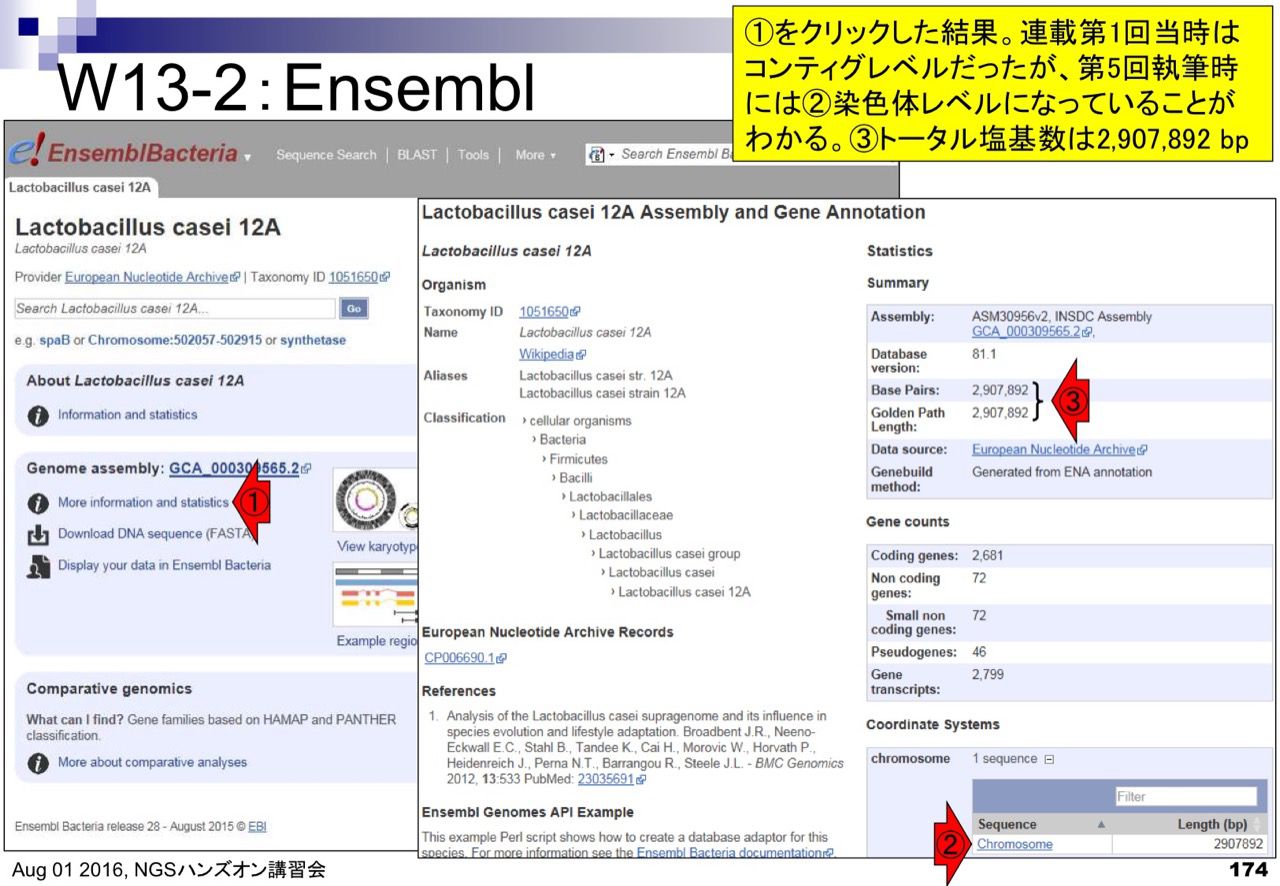 W13-2：Ensembl
①をクリックした結果。連載第1回当時は
コンティグレベルだったが、第5回執筆時
には②染色体レベルになっていることが
わかる。③トータル塩基数は2,907,892 bp
e!EnsemblBacteria ▼ Sequence Search | BLAST | Tools | More ▼ Search Ensembl B
Lactobacillus casei 12A
Lactobacillus casei 12A
Lactobacillus casei 12A
Provider European Nucleotide Archive | Taxonomy ID 1051650
Search Lactobacillus casei 12A... Go
e.g. spaB or Chromosome:502057-502915 or synthetase
About Lactobacillus casei 12A
Information and statistics
Genome assembly: GCA_000309565.2
More information and statistics ①
Download DNA sequence (FASTA)
Display your data in Ensembl Bacteria
View karyotyp
Example regio
Comparative genomics
What can I find? Gene families based on HAMAP and PANTHER
classification.
More about comparative analyses
Ensembl Bacteria release 28 - August 2015 © EBI
Lactobacillus casei 12A Assembly and Gene Annotation
Lactobacillus casei 12A
Organism
Taxonomy ID 1051650
Name Lactobacillus casei 12A
Wikipedia
Aliases Lactobacillus casei str. 12A
Lactobacillus casei strain 12A
Classification › cellular organisms
› Bacteria
› Firmicutes
› Bacilli
› Lactobacillales
› Lactobacillaceae
› Lactobacillus
› Lactobacillus casei group
› Lactobacillus casei
› Lactobacillus casei 12A
European Nucleotide Archive Records
CP006690.1
References
1. Analysis of the Lactobacillus casei supragenome and its influence in
species evolution and lifestyle adaptation. Broadbent J.R., Neeno-
Eckwall E.C., Stahl B., Tandee K., Cai H., Morovic W., Horvath P.,
Heidenreich J., Perna N.T., Barrangou R., Steele J.L. - BMC Genomics
2012, 13:533 PubMed: 23035691
Ensembl Genomes API Example
This example Perl script shows how to create a database adaptor for this
species. For more information see the Ensembl Bacteria documentation.
Statistics
Summary
Assembly: ASM30956v2, INSDC Assembly
GCA_000309565.2,
Database 81.1
version:
Base Pairs: 2,907,892
③
Golden Path 2,907,892
Length:
Data source: European Nucleotide Archive
Genebuild Generated from ENA annotation
method:
Gene counts
Coding genes: 2,681
Non coding 72
genes:
Small non 72
coding genes:
Pseudogenes: 46
Gene 2,799
transcripts:
Coordinate Systems
chromosome 1 sequence
Filter
Sequence Length (bp)
② Chromosome 2907892
Aug 01 2016, NGSハンズオン講習会
174